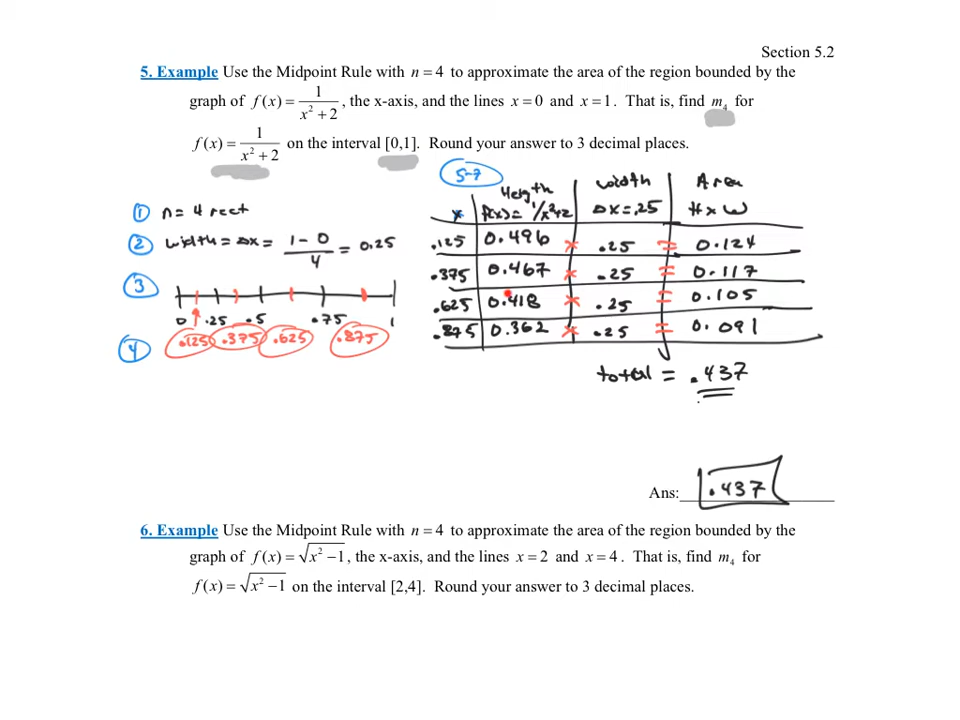 Section 5.2
5. Example Use the Midpoint Rule with n = 4 to approximate the area of the region bounded by the
graph of f(x) = 1/(x² + 2), the x-axis, and the lines x = 0 and x = 1. That is, find m₄ for
f(x) = 1/(x² + 2) on the interval [0,1]. Round your answer to 3 decimal places.
5-7
① n = 4 rect
② width = Δx = (1 - 0)/4 = 0.25
③
0 .25 .5 .75 1
④ .125 .375 .625 .875
x Height f(x) = 1/x²+2 width Δx = .25 Area H x W
.125 0.496 * .25 = 0.124
.375 0.467 * .25 = 0.117
.625 0.418 * .25 = 0.105
.875 0.362 * .25 = 0.091
total = .437
Ans: .437
6. Example Use the Midpoint Rule with n = 4 to approximate the area of the region bounded by the
graph of f(x) = √(x² − 1), the x-axis, and the lines x = 2 and x = 4. That is, find m₄ for
f(x) = √(x² − 1) on the interval [2,4]. Round your answer to 3 decimal places.